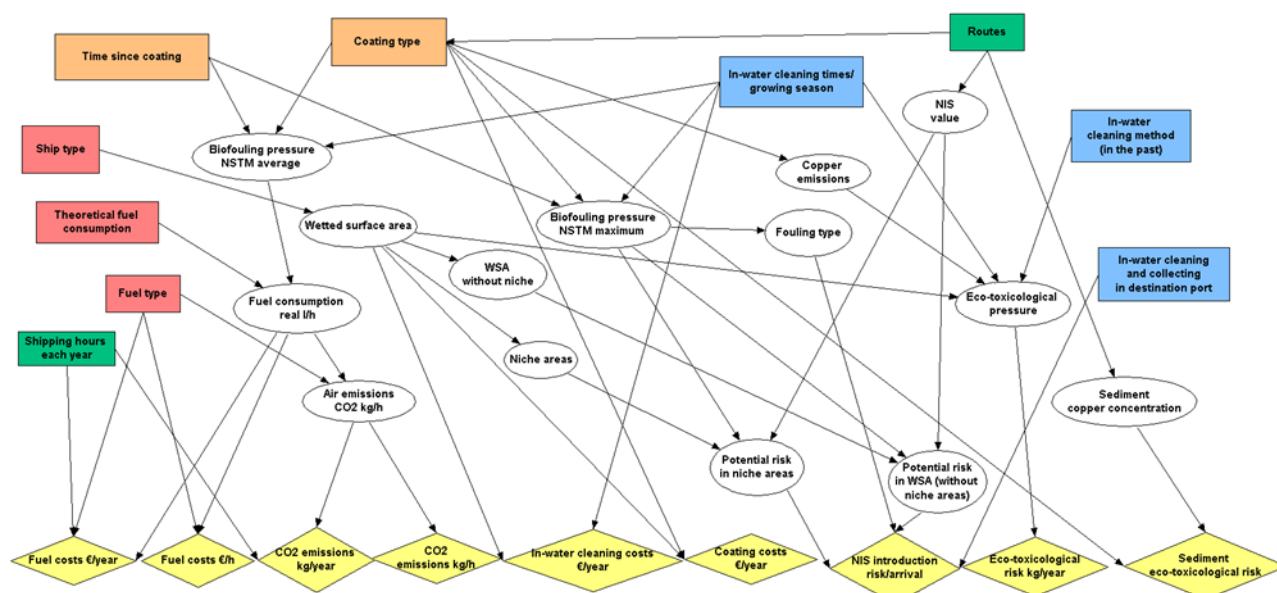 Time since coating
Coating type
Routes
In-water cleaning times/
growing season
NIS
value
In-water
cleaning method
(in the past)
Ship type
Biofouling pressure
NSTM average
Copper
emissions
Theoretical fuel
consumption
Wetted surface area
Biofouling pressure
NSTM maximum
Fouling type
WSA
without niche
In-water cleaning
and collecting
in destination port
Fuel type
Fuel consumption
real l/h
Eco-toxicological
pressure
Shipping hours
each year
Niche areas
Air emissions
CO2 kg/h
Sediment
copper concentration
Potential risk
in niche areas
Potential risk
in WSA (without
niche areas)
Fuel costs €/year
Fuel costs €/h
CO2 emissions
kg/year
CO2
emissions kg/h
In-water cleaning costs
€/year
Coating costs
€/year
NIS introduction
risk/arrival
Eco-toxicological
risk kg/year
Sediment
eco-toxicological risk